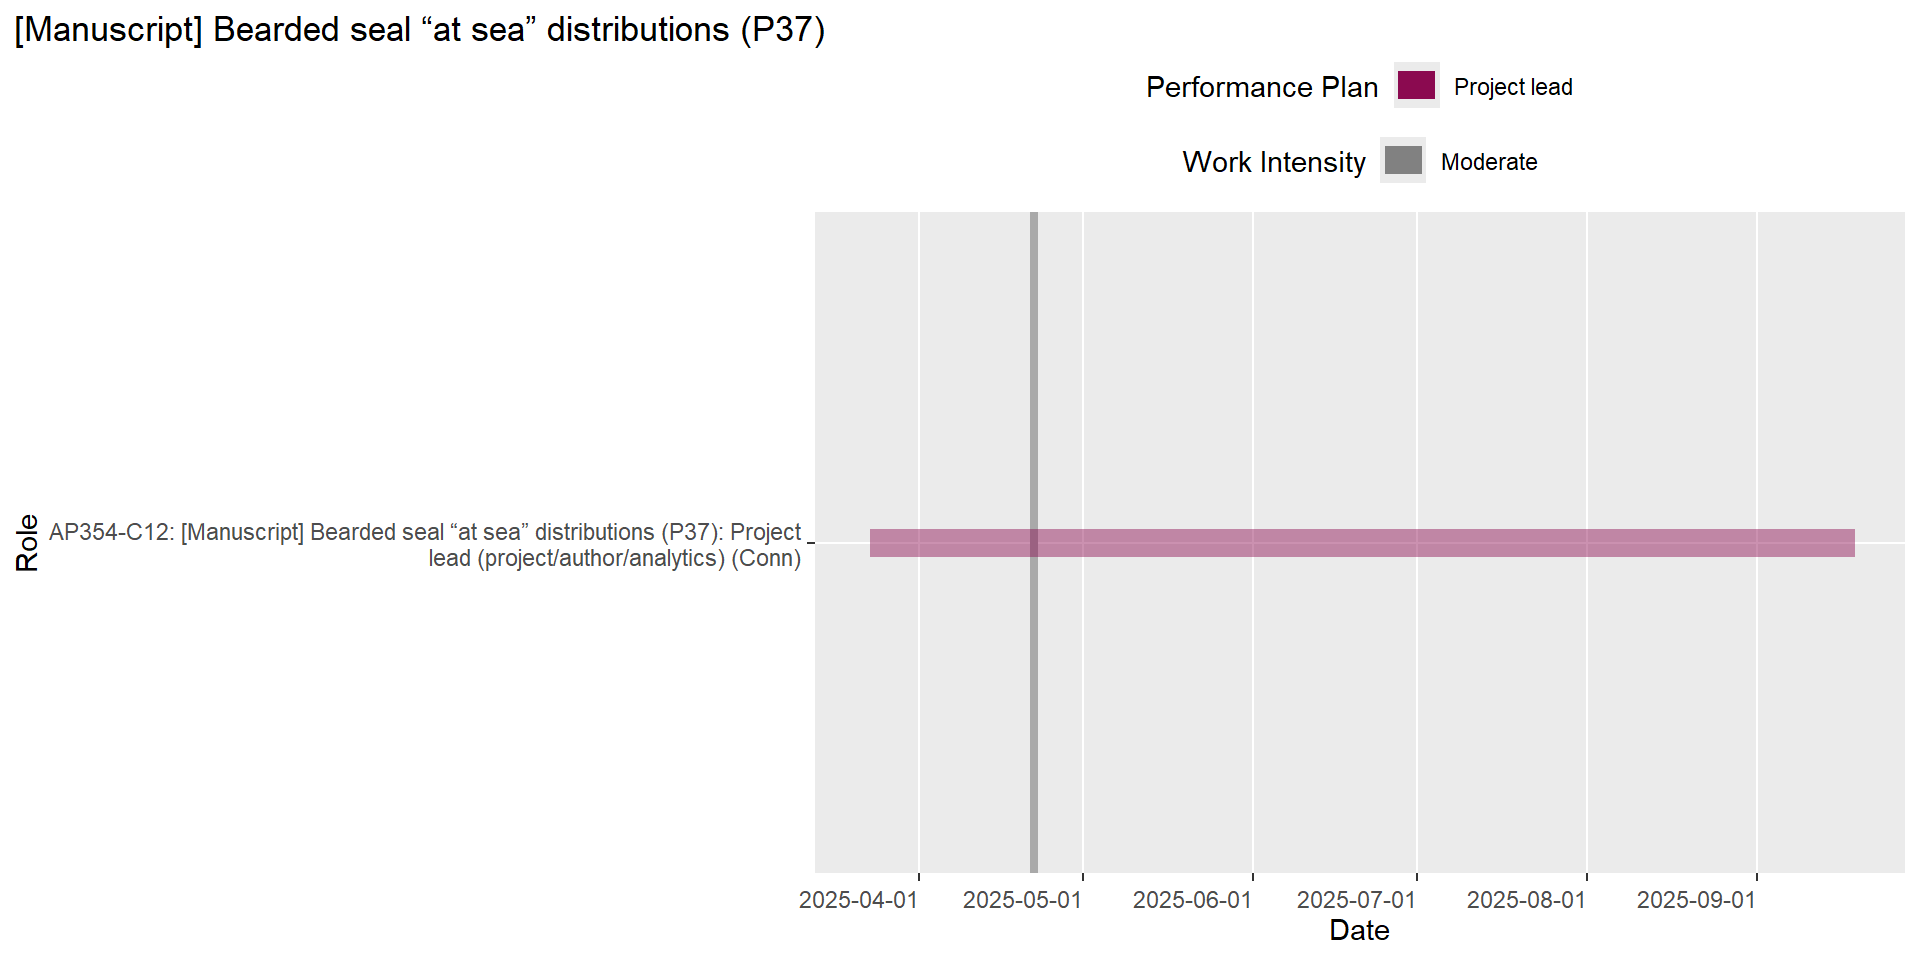 [Manuscript] Bearded seal “at sea” distributions (P37)
Performance Plan
Project lead
Work Intensity
Moderate
Role
AP354-C12: [Manuscript] Bearded seal “at sea” distributions (P37): Project
lead (project/author/analytics) (Conn)
2025-04-01
2025-05-01
2025-06-01
2025-07-01
2025-08-01
2025-09-01
Date